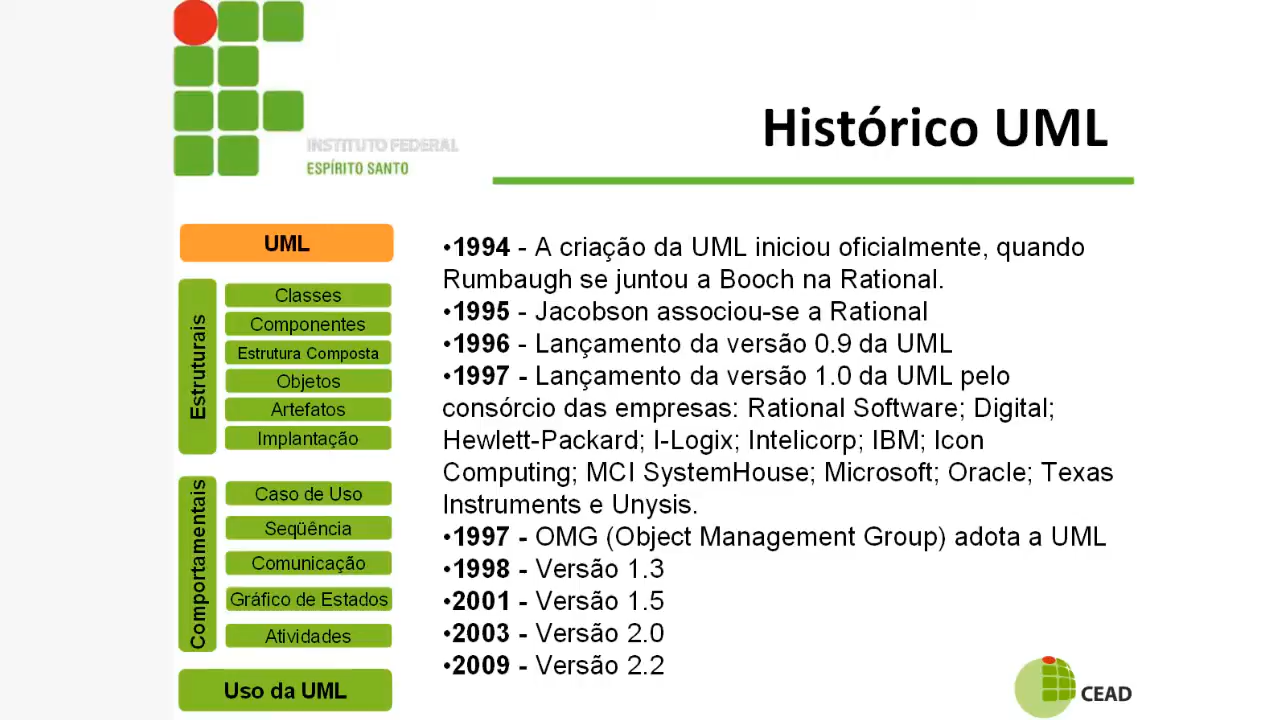 INSTITUTO FEDERAL
ESPÍRITO SANTO
Histórico UML
UML
Estruturais
Classes
Componentes
Estrutura Composta
Objetos
Artefatos
Implantação
Comportamentais
Caso de Uso
Seqüência
Comunicação
Gráfico de Estados
Atividades
Uso da UML
•1994 - A criação da UML iniciou oficialmente, quando
Rumbaugh se juntou a Booch na Rational.
•1995 - Jacobson associou-se a Rational
•1996 - Lançamento da versão 0.9 da UML
•1997 - Lançamento da versão 1.0 da UML pelo
consórcio das empresas: Rational Software; Digital;
Hewlett-Packard; I-Logix; Intelicorp; IBM; Icon
Computing; MCI SystemHouse; Microsoft; Oracle; Texas
Instruments e Unysis.
•1997 - OMG (Object Management Group) adota a UML
•1998 - Versão 1.3
•2001 - Versão 1.5
•2003 - Versão 2.0
•2009 - Versão 2.2
CEAD